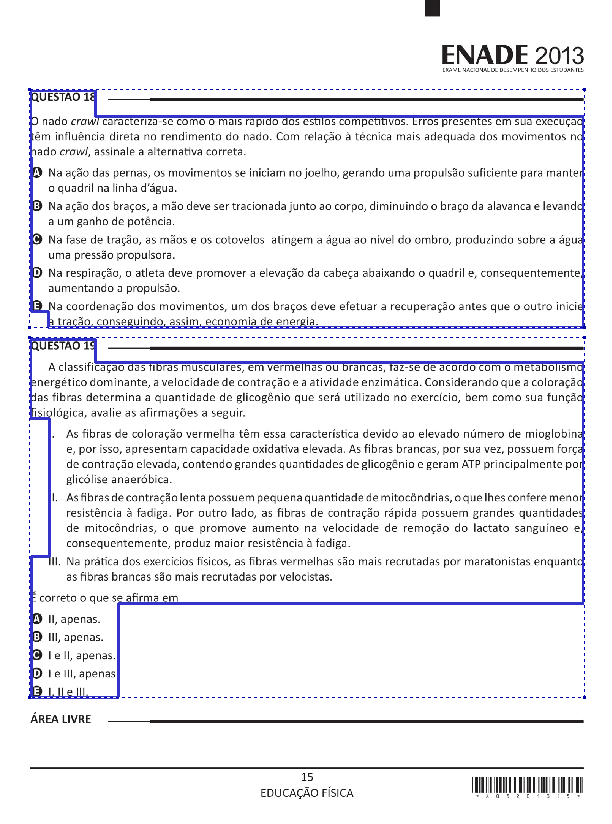 ENADE 2013
EXAME NACIONAL DE DESEMPENHO DOS ESTUDANTES
QUESTÃO 18
O nado crawl caracteriza-se como o mais rápido dos estilos competitivos. Erros presentes em sua execução
têm influência direta no rendimento do nado. Com relação à técnica mais adequada dos movimentos no
nado crawl, assinale a alternativa correta.
A Na ação das pernas, os movimentos se iniciam no joelho, gerando uma propulsão suficiente para manter
o quadril na linha d'água.
B Na ação dos braços, a mão deve ser tracionada junto ao corpo, diminuindo o braço da alavanca e levando
a um ganho de potência.
C Na fase de tração, as mãos e os cotovelos atingem a água ao nível do ombro, produzindo sobre a água
uma pressão propulsora.
D Na respiração, o atleta deve promover a elevação da cabeça abaixando o quadril e, consequentemente,
aumentando a propulsão.
E Na coordenação dos movimentos, um dos braços deve efetuar a recuperação antes que o outro inicie
a tração, conseguindo, assim, economia de energia.
QUESTÃO 19
A classificação das fibras musculares, em vermelhas ou brancas, faz-se de acordo com o metabolismo
energético dominante, a velocidade de contração e a atividade enzimática. Considerando que a coloração
das fibras determina a quantidade de glicogênio que será utilizado no exercício, bem como sua função
fisiológica, avalie as afirmações a seguir.
I. As fibras de coloração vermelha têm essa característica devido ao elevado número de mioglobina
e, por isso, apresentam capacidade oxidativa elevada. As fibras brancas, por sua vez, possuem força
de contração elevada, contendo grandes quantidades de glicogênio e geram ATP principalmente por
glicólise anaeróbica.
II. As fibras de contração lenta possuem pequena quantidade de mitocôndrias, o que lhes confere menor
resistência à fadiga. Por outro lado, as fibras de contração rápida possuem grandes quantidades
de mitocôndrias, o que promove aumento na velocidade de remoção do lactato sanguíneo e,
consequentemente, produz maior resistência à fadiga.
III. Na prática dos exercícios físicos, as fibras vermelhas são mais recrutadas por maratonistas enquanto
as fibras brancas são mais recrutadas por velocistas.
É correto o que se afirma em
A II, apenas.
B III, apenas.
C I e II, apenas.
D I e III, apenas
E I, II e III.
ÁREA LIVRE
15
EDUCAÇÃO FÍSICA